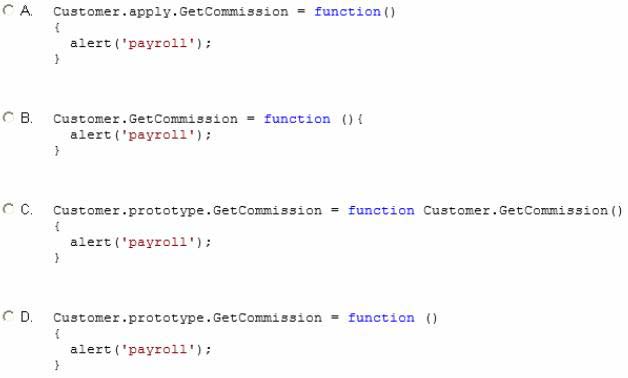 A. Customer.apply.GetCommission = function()
{
alert('payroll');
}
B. Customer.GetCommission = function (){
alert('payroll');
}
C. Customer.prototype.GetCommission = function Customer.GetCommission()
{
alert('payroll');
}
D. Customer.prototype.GetCommission = function ()
{
alert('payroll');
}